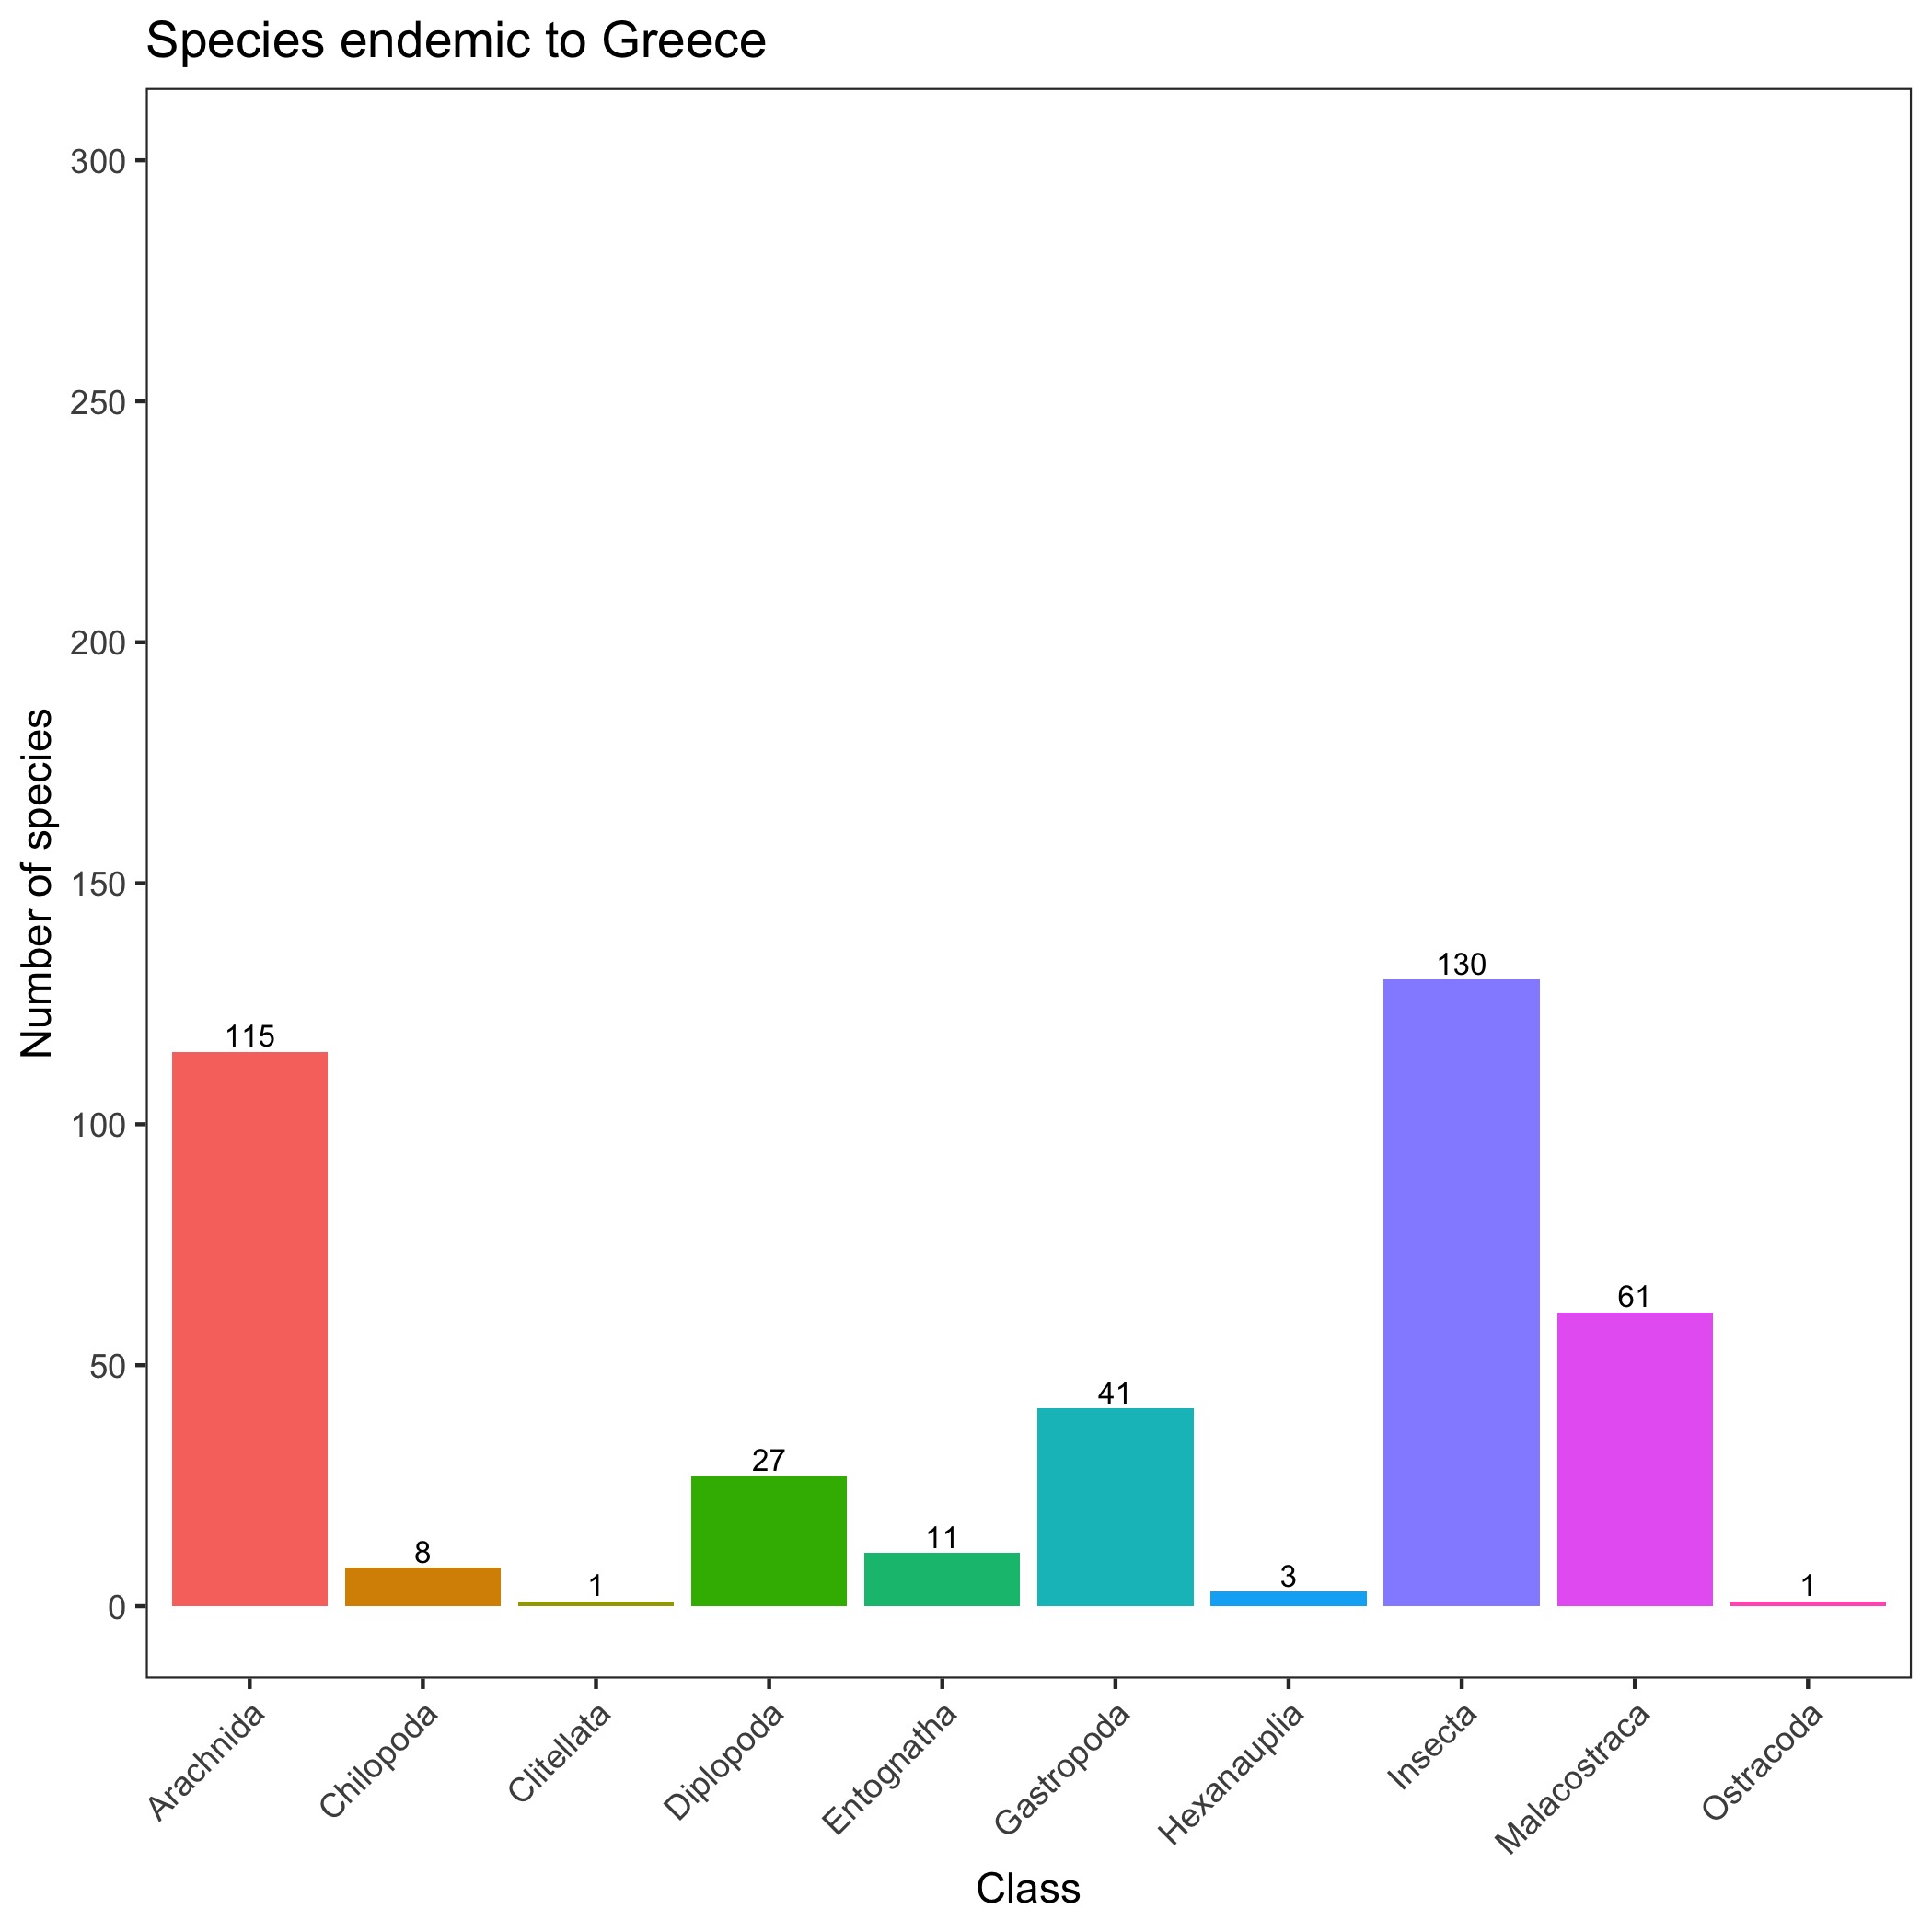 Species endemic to Greece
Number of species
300
250
200
150
100
50
0
115
8
1
27
11
41
3
130
61
1
Arachnida
Chilopoda
Clitellata
Diplopoda
Entognatha
Gastropoda
Hexanauplia
Insecta
Malacostraca
Ostracoda
Class